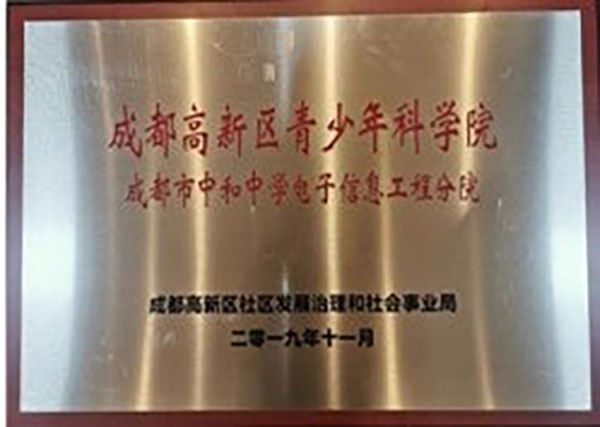 成都高新区青少年科学院
成都市中和中学电子信息工程分院
成都高新区社区发展治理和社会事业局
二零一九年十一月